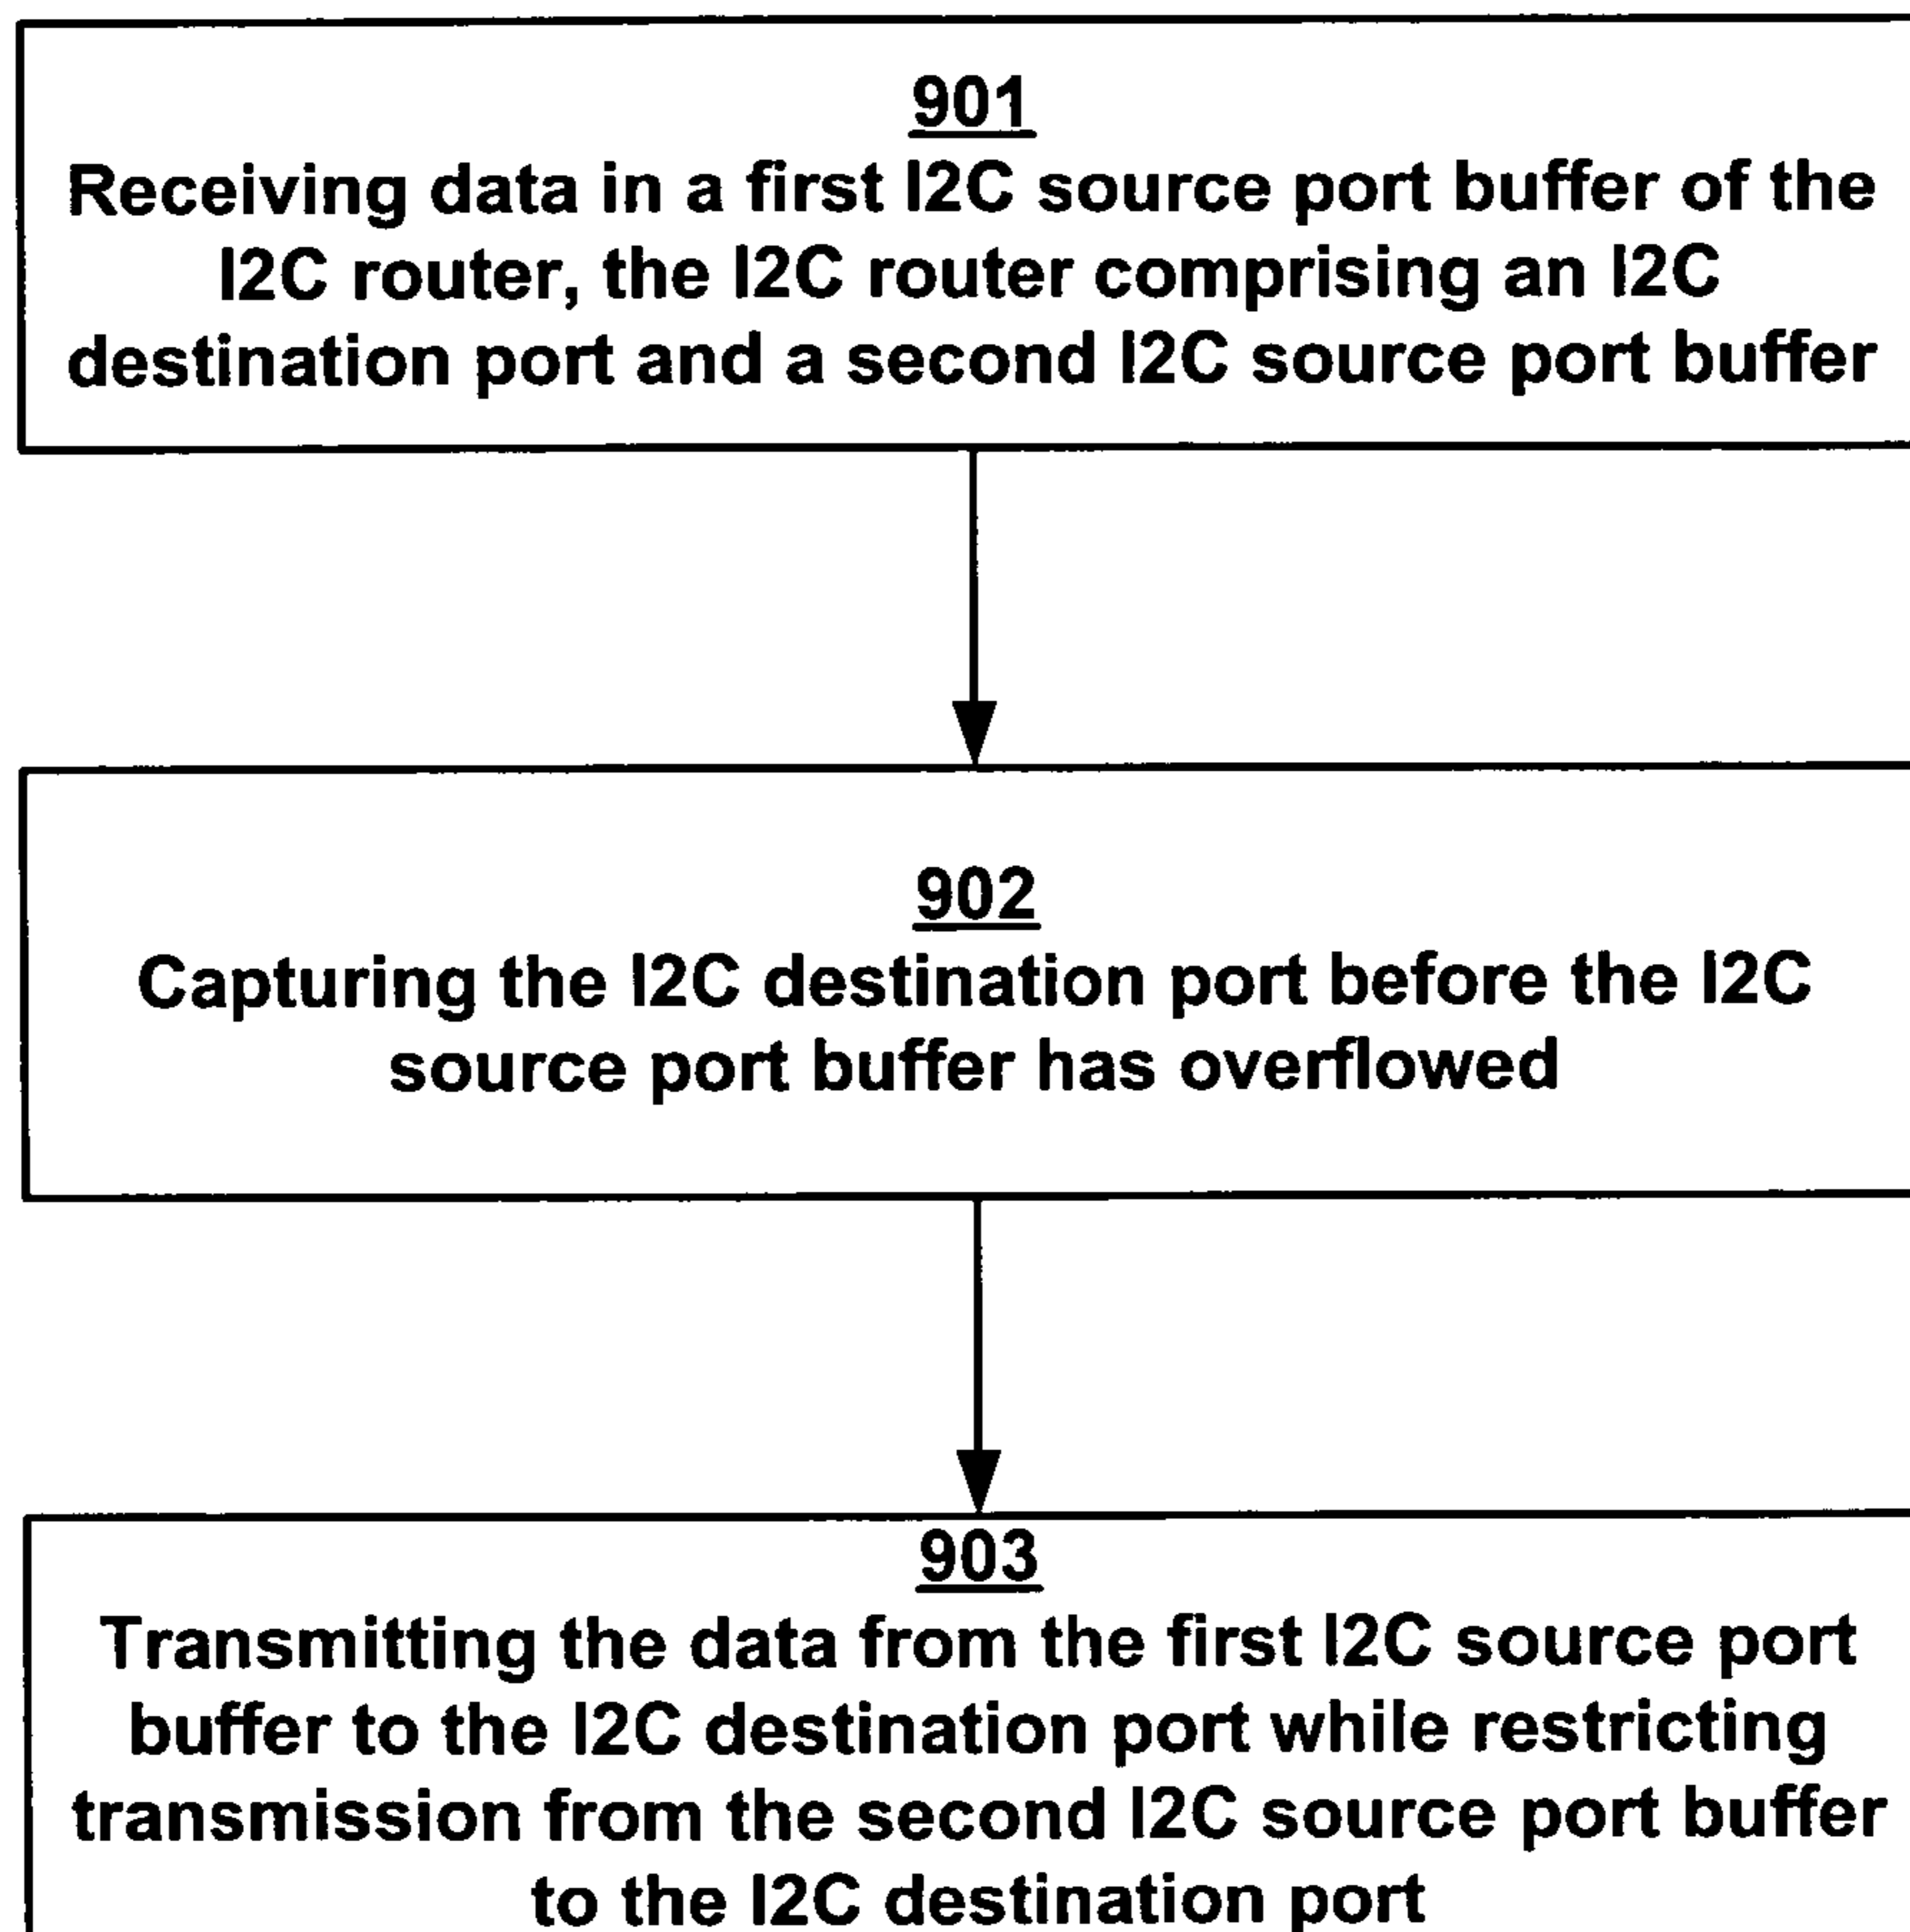 901
Receiving data in a first I2C source port buffer of the
I2C router, the I2C router comprising an I2C
destination port and a second I2C source port buffer
902
Capturing the I2C destination port before the I2C
source port buffer has overflowed
903
Transmitting the data from the first I2C source port
buffer to the I2C destination port while restricting
transmission from the second I2C source port buffer
to the I2C destination port